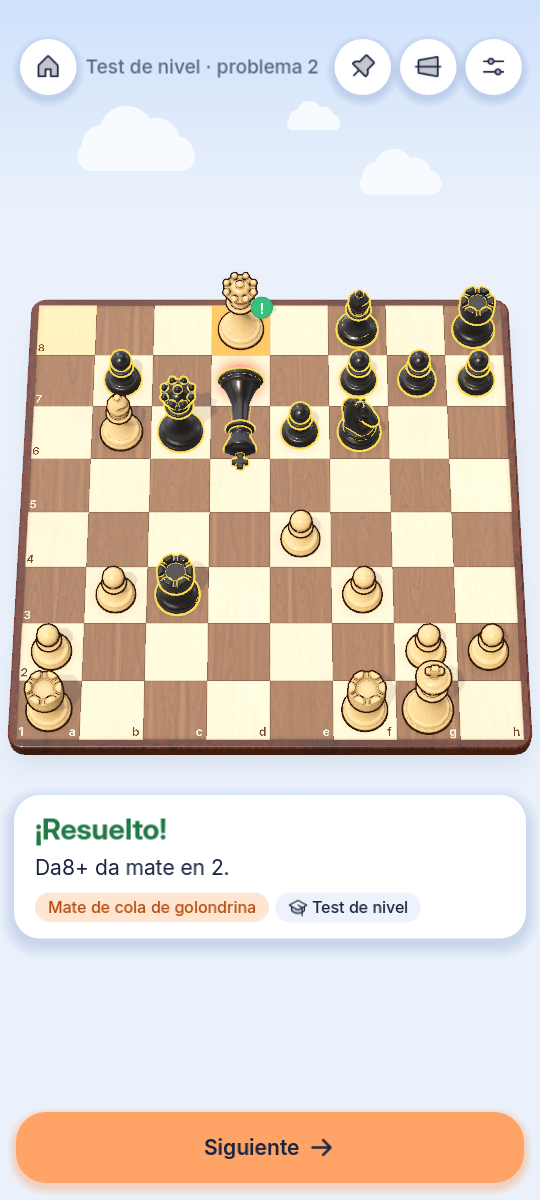 Test de nivel · problema 2
!
8
7
6
5
4
3
2
1 a b c d e f g h
¡Resuelto!
Da8+ da mate en 2.
Mate de cola de golondrina
Test de nivel
Siguiente →